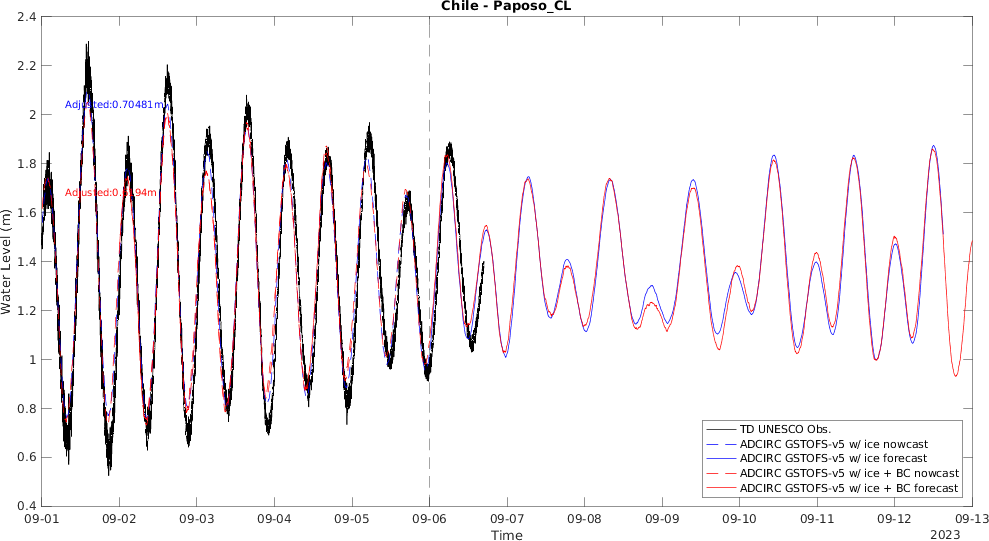 Chile - Paposo_CL
2.4
2.2
2
1.8
1.6
1.4
1.2
1
0.8
0.6
0.4
Water Level (m)
Adjusted:0.70481m
09-01
09-02
09-03
09-04
09-05
09-06
09-07
09-08
09-09
09-10
09-11
09-12
09-13
Time
2023
TD UNESCO Obs.
ADCIRC GSTOFS-v5 w/ ice nowcast
ADCIRC GSTOFS-v5 w/ ice forecast
ADCIRC GSTOFS-v5 w/ ice + BC nowcast
ADCIRC GSTOFS-v5 w/ ice + BC forecast